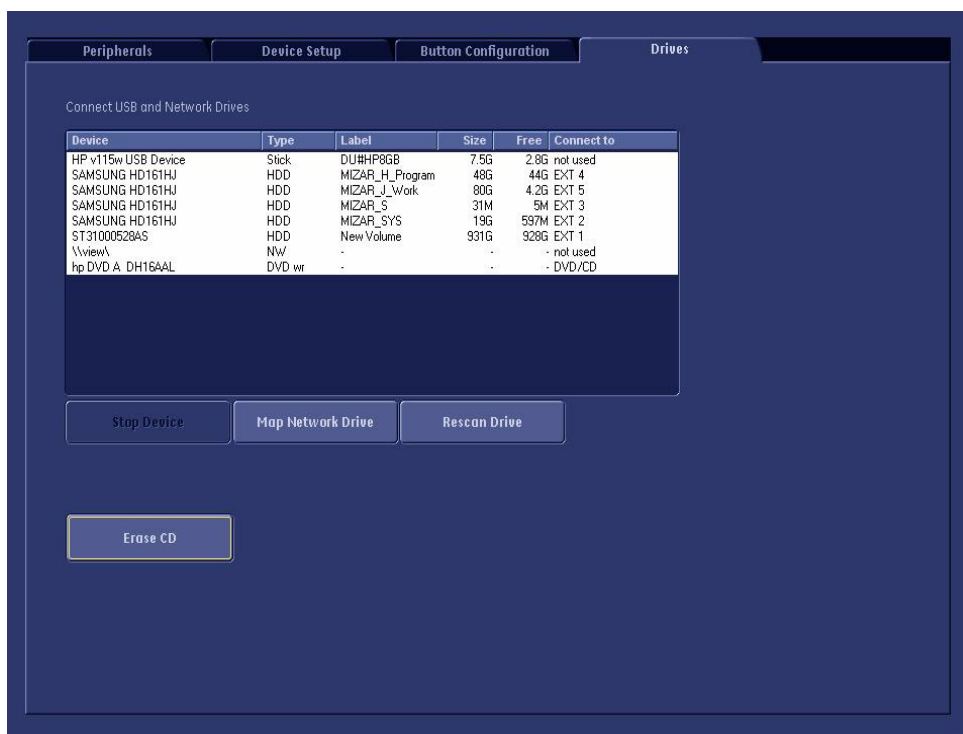 Peripherals Device Setup Button Configuration Drives
Connect USB and Network Drives
Device Type Label Size Free Connect to
HP v115w USB Device Stick DU#HP8GB 7.5G 2.8G not used
SAMSUNG HD161HJ HDD MIZAR_H_Program 48G 44G EXT 4
SAMSUNG HD161HJ HDD MIZAR_J_Work 80G 4.2G EXT 5
SAMSUNG HD161HJ HDD MIZAR_S 31M 5M EXT 3
SAMSUNG HD161HJ HDD MIZAR_SYS 19G 597M EXT 2
ST31000528AS HDD New Volume 931G 928G EXT 1
\\view\ NW - - - not used
hp DVD A DH16AAL DVD wr - - - DVD/CD
Stop Device Map Network Drive Rescan Drive
Erase CD